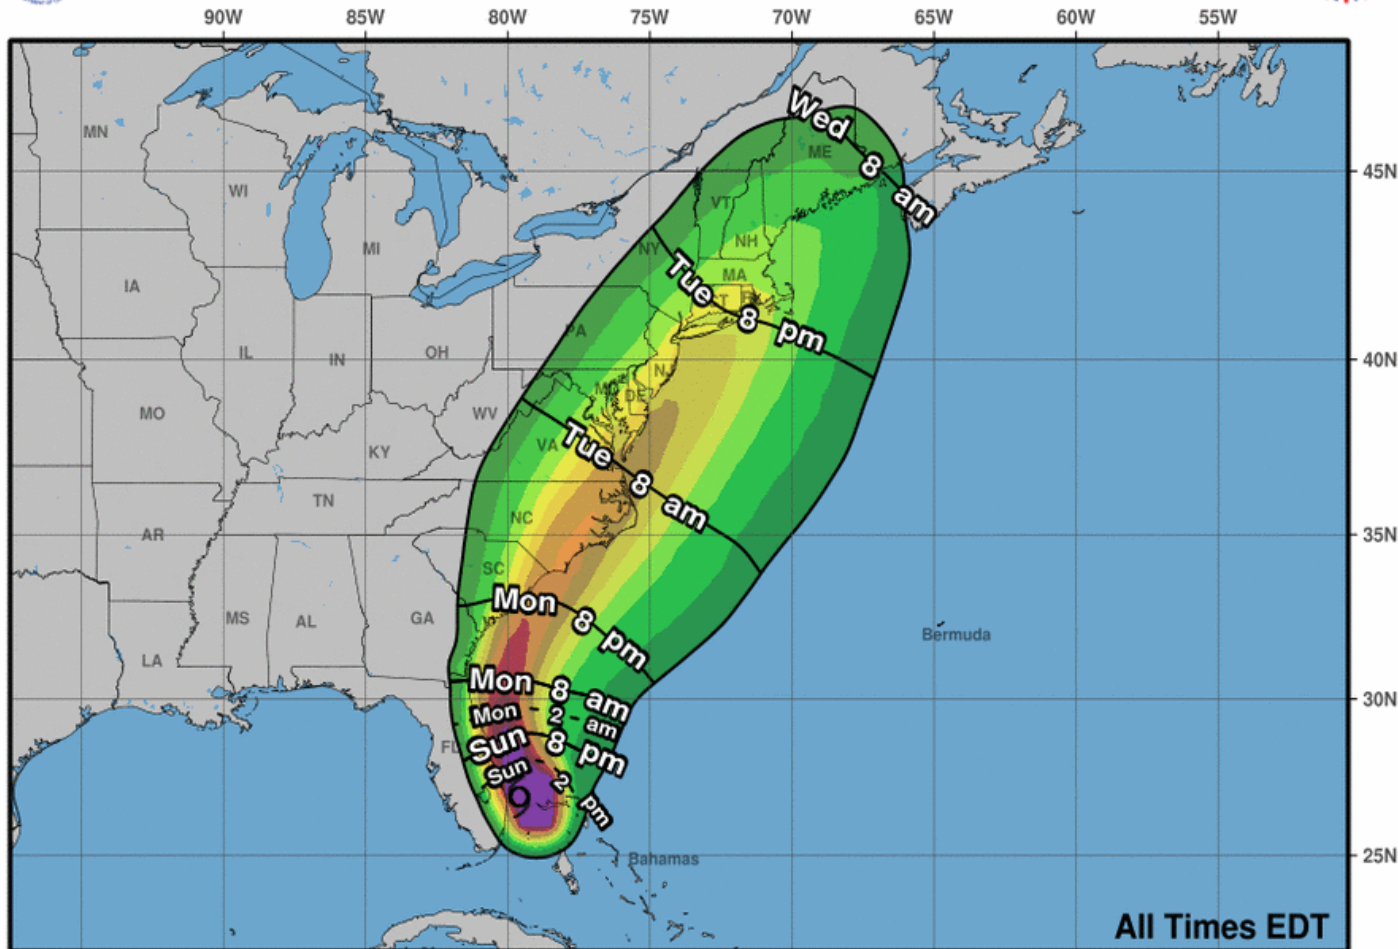 90W 85W 80W 75W 70W 65W 60W 55W
Wed 8 am
MN
ME
45N
WI
VT
MI
NY
NH
Tue 8 pm
MA
IA
PA
IL
IN
OH
40N
NJ
MO
WV
DE
Tue 8 am
VA
KY
TN
NC
AR
35N
SC
Mon 8 pm
MS
AL
GA
Bermuda
LA
Mon 8 am
30N
Mon 2 am
FL
Sun 8 pm
Sun 2 pm
Bahamas
25N
All Times EDT